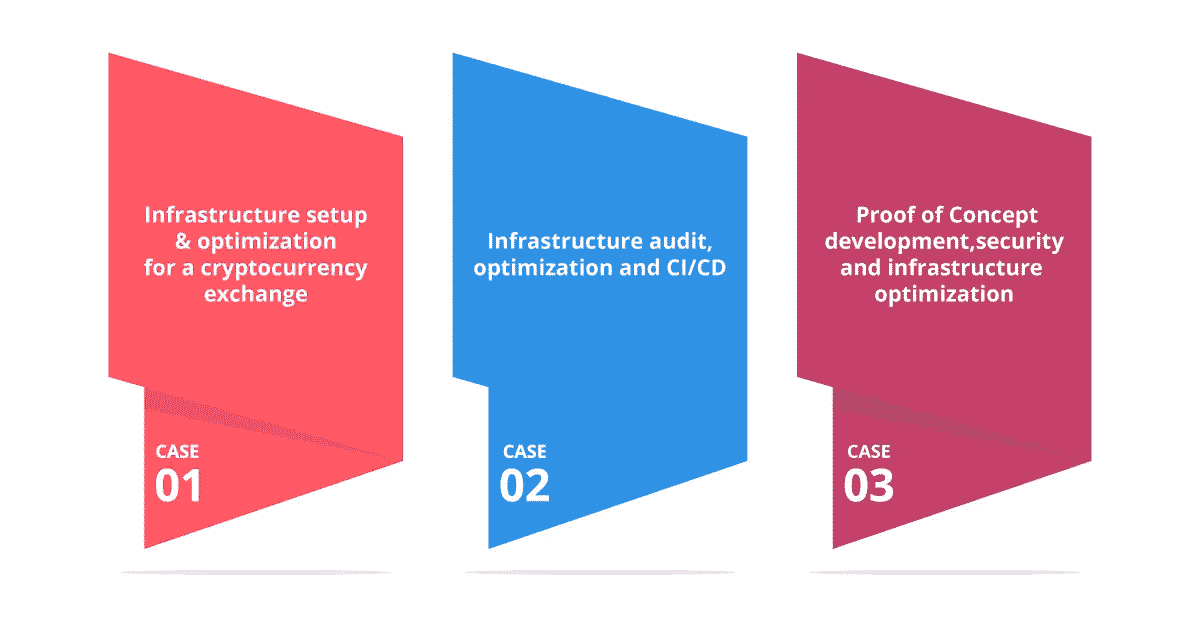 Infrastructure setup
& optimization
for a cryptocurrency
exchange
CASE
01
Infrastructure audit,
optimization and CI/CD
CASE
02
Proof of Concept
development,security
and infrastructure
optimization
CASE
03